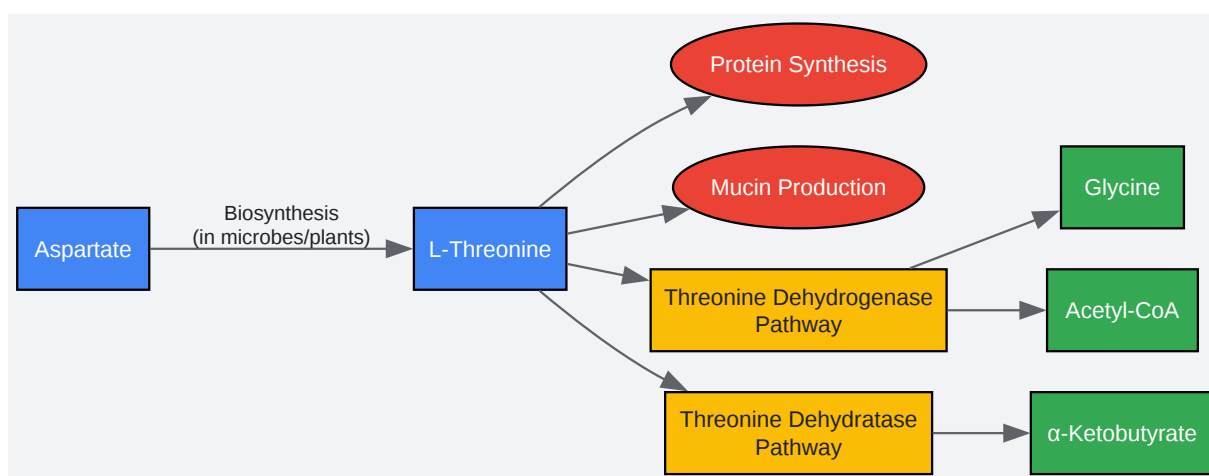 Protein Synthesis
Mucin Production
Glycine
Biosynthesis
(in microbes/plants)
Aspartate
L-Threonine
Threonine Dehydrogenase
Pathway
Acetyl-CoA
Threonine Dehydratase
Pathway
α-Ketobutyrate